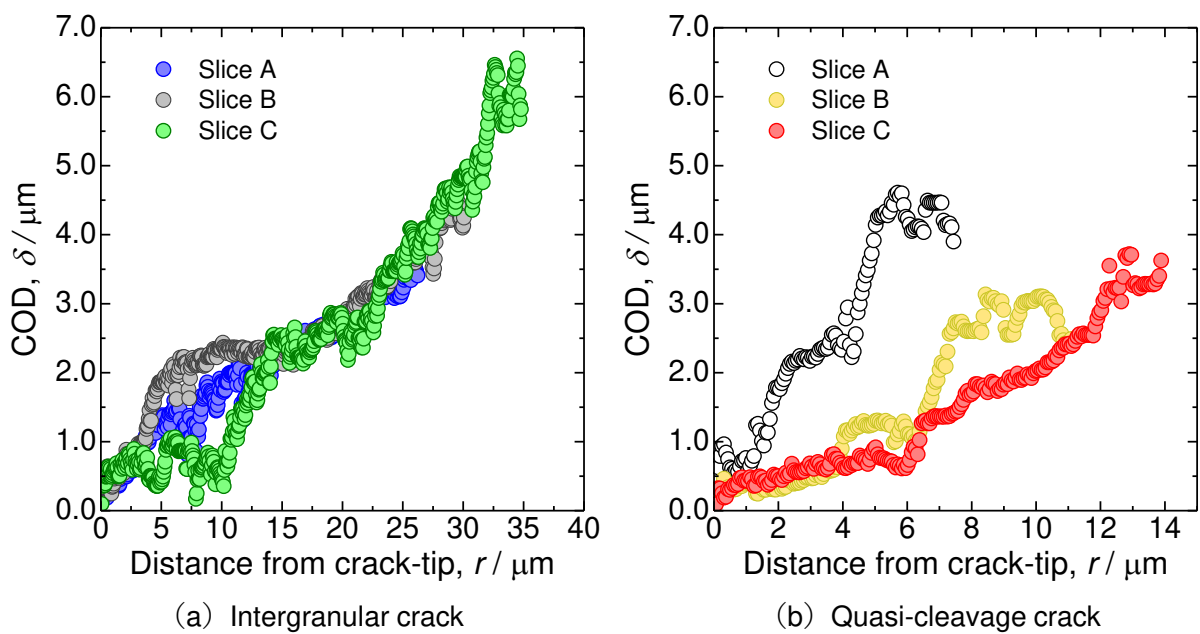 7.0
6.0
5.0
4.0
3.0
2.0
1.0
0.0
COD, δ / μm
Slice A
Slice B
Slice C
0 5 10 15 20 25 30 35 40
Distance from crack-tip, r / μm
(a) Intergranular crack
7.0
6.0
5.0
4.0
3.0
2.0
1.0
0.0
COD, δ / μm
Slice A
Slice B
Slice C
0 2 4 6 8 10 12 14
Distance from crack-tip, r / μm
(b) Quasi-cleavage crack